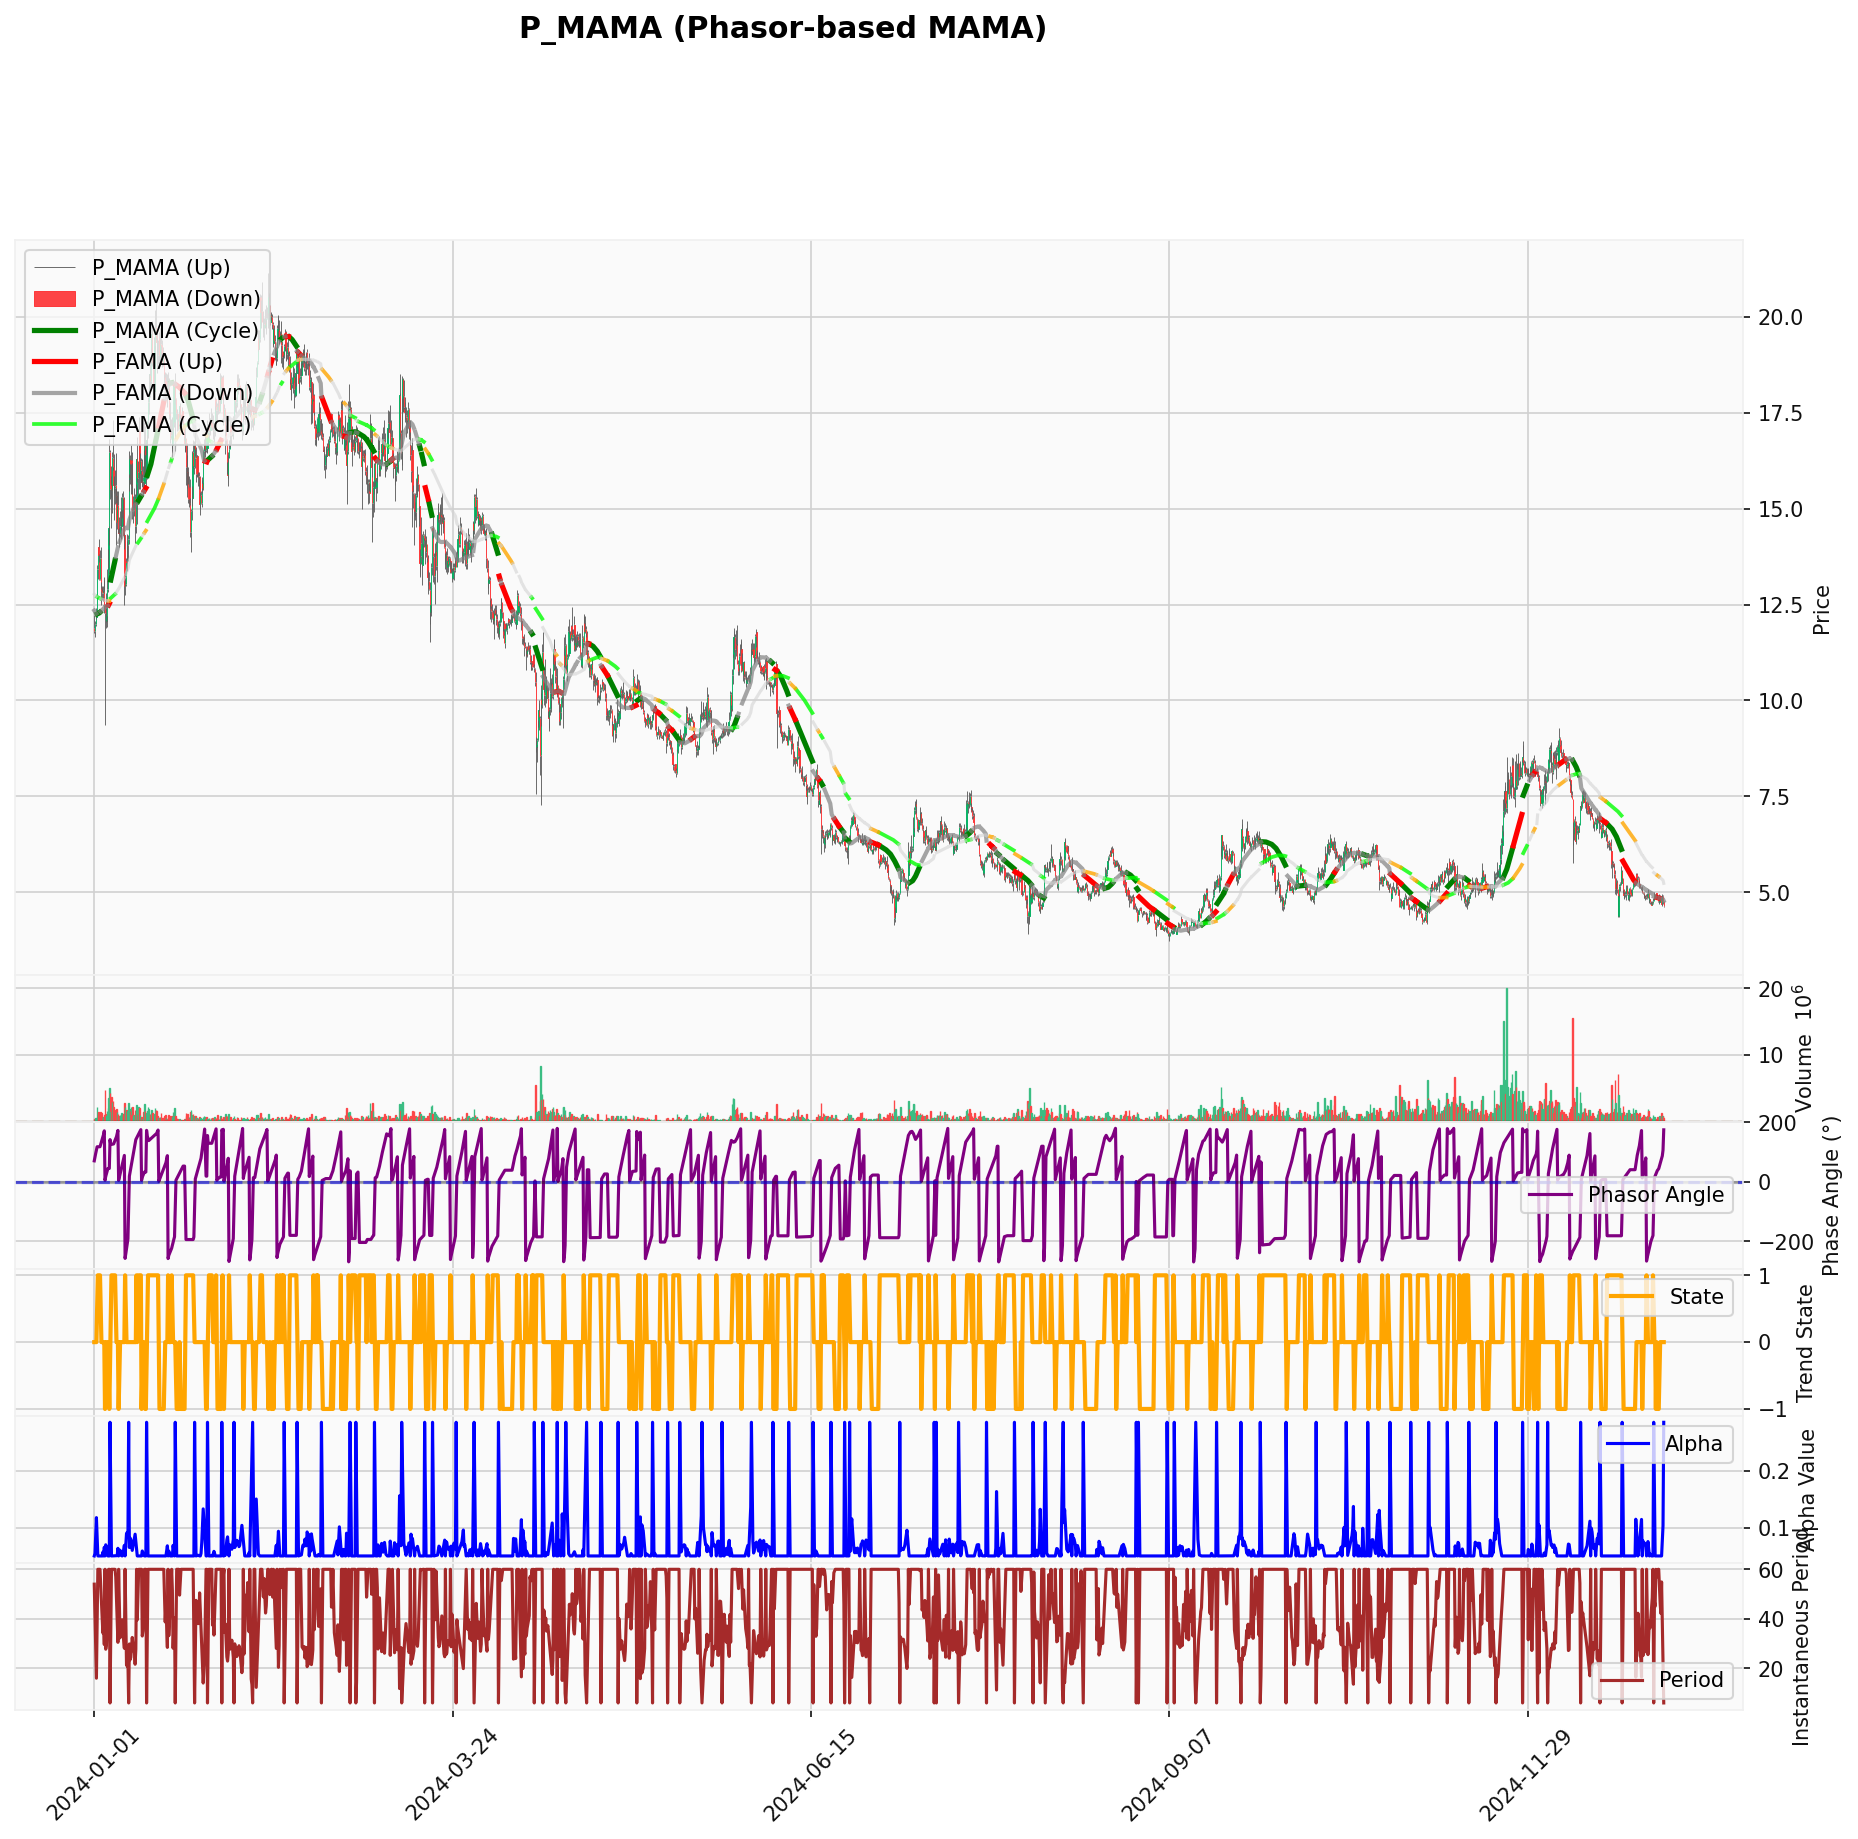 P_MAMA (Phasor-based MAMA)
P_MAMA (Up)
P_MAMA (Down)
P_MAMA (Cycle)
P_FAMA (Up)
P_FAMA (Down)
P_FAMA (Cycle)
20.0
17.5
15.0
12.5
10.0
7.5
5.0
Price
20
10
Volume 10⁶
200
0
−200
Phase Angle (°)
Phasor Angle
1
0
−1
Trend State
State
0.2
0.1
Alpha Value
Alpha
60
40
20
Instantaneous Period
Period
2024-01-01
2024-03-24
2024-06-15
2024-09-07
2024-11-29